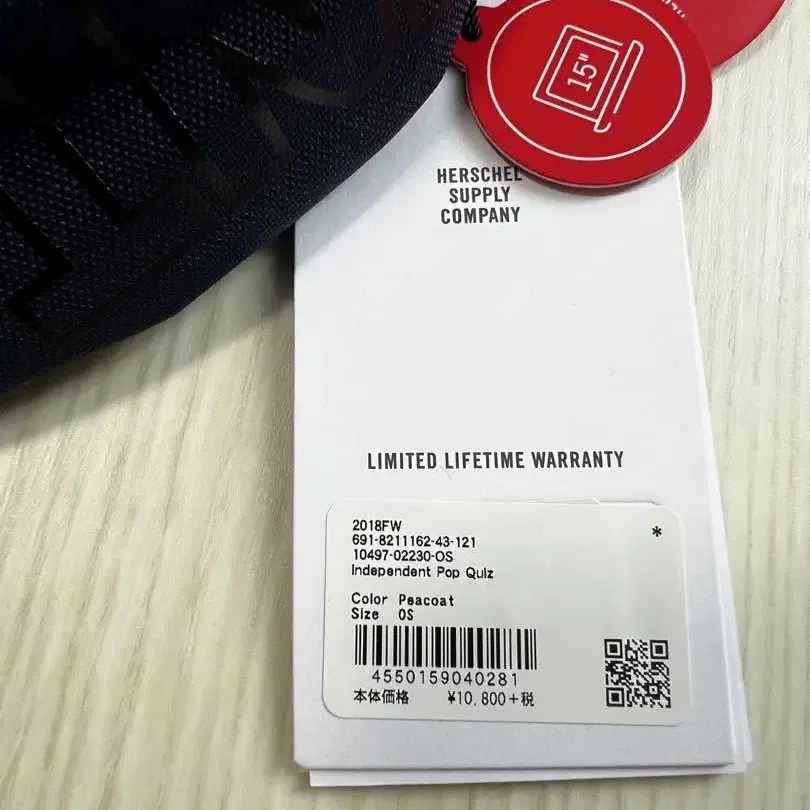 15"
HERSCHEL
SUPPLY
COMPANY
LIMITED LIFETIME WARRANTY
2018FW
*
691-8211162-43-121
10497-02230-OS
Independent Pop Quiz
Color Peacoat
Size OS
4550159040281
本体価格 ¥10,800+税